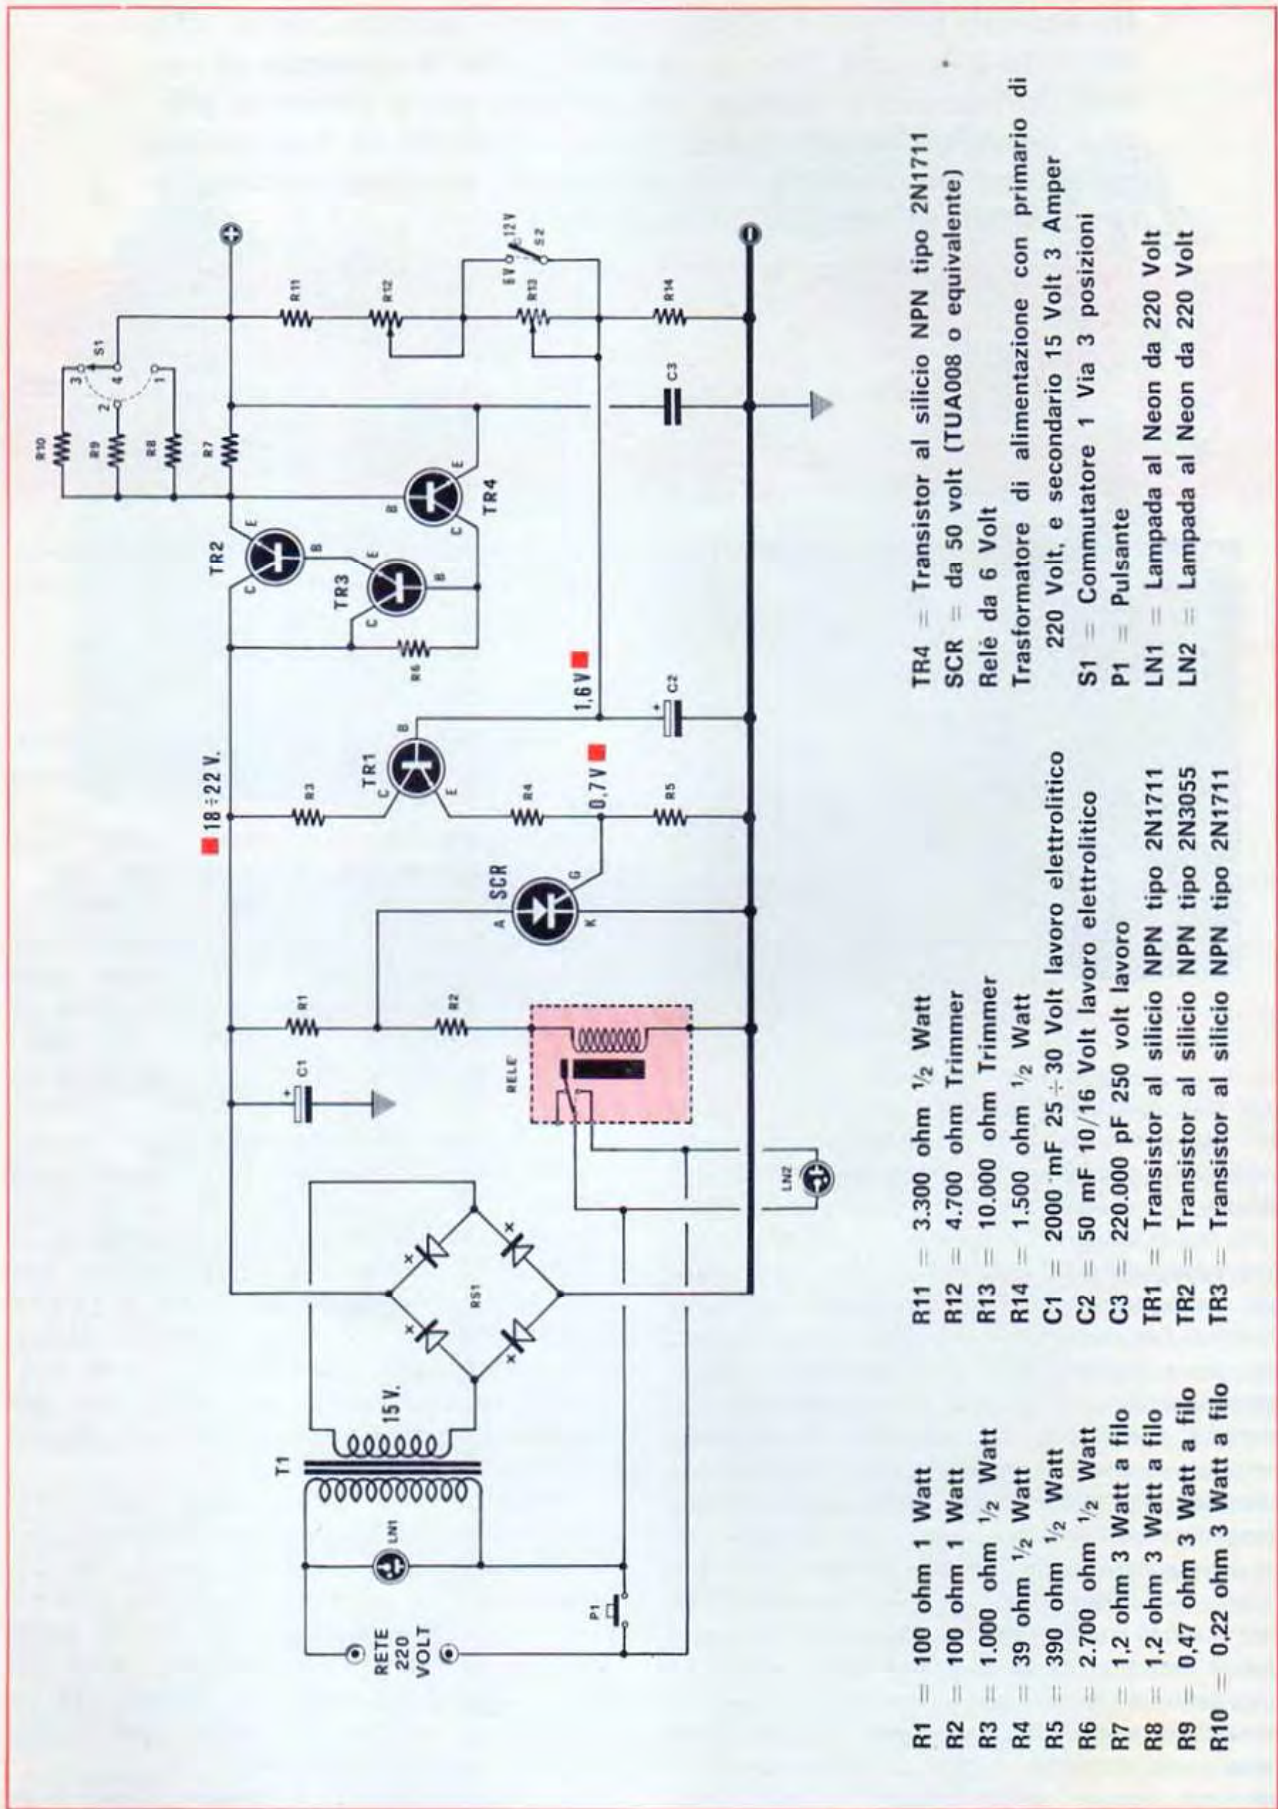 T1
15 V.
RETE
220
VOLT
LN1
P1
RS1
C1
+
R1
R2
RELE'
LN2
18 ÷ 22 V.
SCR
A
G
K
R3
TR1
C
B
E
R4
0,7 V
R5
1,6 V
C2
+
R6
TR2
C
E
B
TR3
C
E
B
TR4
B
C
E
R10
R9
R8
R7
3
S1
2
4
1
C3
R11
R12
6V
12V
S2
R13
R14
+
-
R1 = 100 ohm 1 Watt
R2 = 100 ohm 1 Watt
R3 = 1.000 ohm ½ Watt
R4 = 39 ohm ½ Watt
R5 = 390 ohm ½ Watt
R6 = 2.700 ohm ½ Watt
R7 = 1,2 ohm 3 Watt a filo
R8 = 1,2 ohm 3 Watt a filo
R9 = 0,47 ohm 3 Watt a filo
R10 = 0,22 ohm 3 Watt a filo
R11 = 3.300 ohm ½ Watt
R12 = 4.700 ohm Trimmer
R13 = 10.000 ohm Trimmer
R14 = 1.500 ohm ½ Watt
C1 = 2000 mF 25 ÷ 30 Volt lavoro elettrolitico
C2 = 50 mF 10/16 Volt lavoro elettrolitico
C3 = 220.000 pF 250 volt lavoro
TR1 = Transistor al silicio NPN tipo 2N1711
TR2 = Transistor al silicio NPN tipo 2N3055
TR3 = Transistor al silicio NPN tipo 2N1711
TR4 = Transistor al silicio NPN tipo 2N1711
SCR = da 50 volt (TUA008 o equivalente)
Relè da 6 Volt
Trasformatore di alimentazione con primario di
220 Volt, e secondario 15 Volt 3 Amper
S1 = Commutatore 1 Via 3 posizioni
P1 = Pulsante
LN1 = Lampada al Neon da 220 Volt
LN2 = Lampada al Neon da 220 Volt